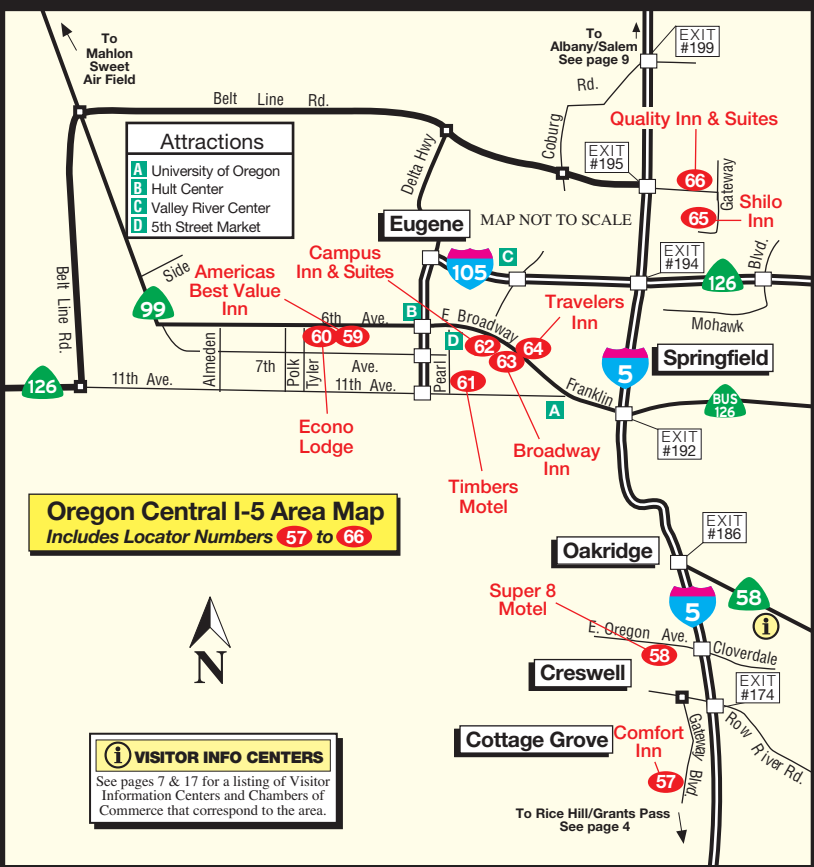 To
Mahlon
Sweet
Air Field
To
Albany/Salem
See page 9
EXIT
#199
Belt Line Rd.
Rd.
Coburg
Quality Inn & Suites
EXIT
#195
66
Gateway
65
Shilo
Inn
Attractions
A University of Oregon
B Hult Center
C Valley River Center
D 5th Street Market
Delta Hwy
Eugene
MAP NOT TO SCALE
EXIT
#194
126
Blvd.
Mohawk
C
105
Belt Line Rd.
Side
99
Americas
Best Value
Inn
Campus
Inn & Suites
Travelers
Inn
6th Ave.
B
E Broadway
60
59
D
62
63
64
5
Springfield
Almeden
7th Ave.
Polk
Tyler
Pearl
61
126
11th Ave.
11th Ave.
A
Franklin
BUS
126
EXIT
#192
Econo
Lodge
Broadway
Inn
Timbers
Motel
Oregon Central I-5 Area Map
Includes Locator Numbers 57 to 66
EXIT
#186
Oakridge
58
5
i
Super 8
Motel
E. Oregon Ave.
58
Cloverdale
N
Creswell
EXIT
#174
Row River Rd.
Cottage Grove
Comfort
Inn
57
Gateway Blvd
i VISITOR INFO CENTERS
See pages 7 & 17 for a listing of Visitor
Information Centers and Chambers of
Commerce that correspond to the area.
To Rice Hill/Grants Pass
See page 4